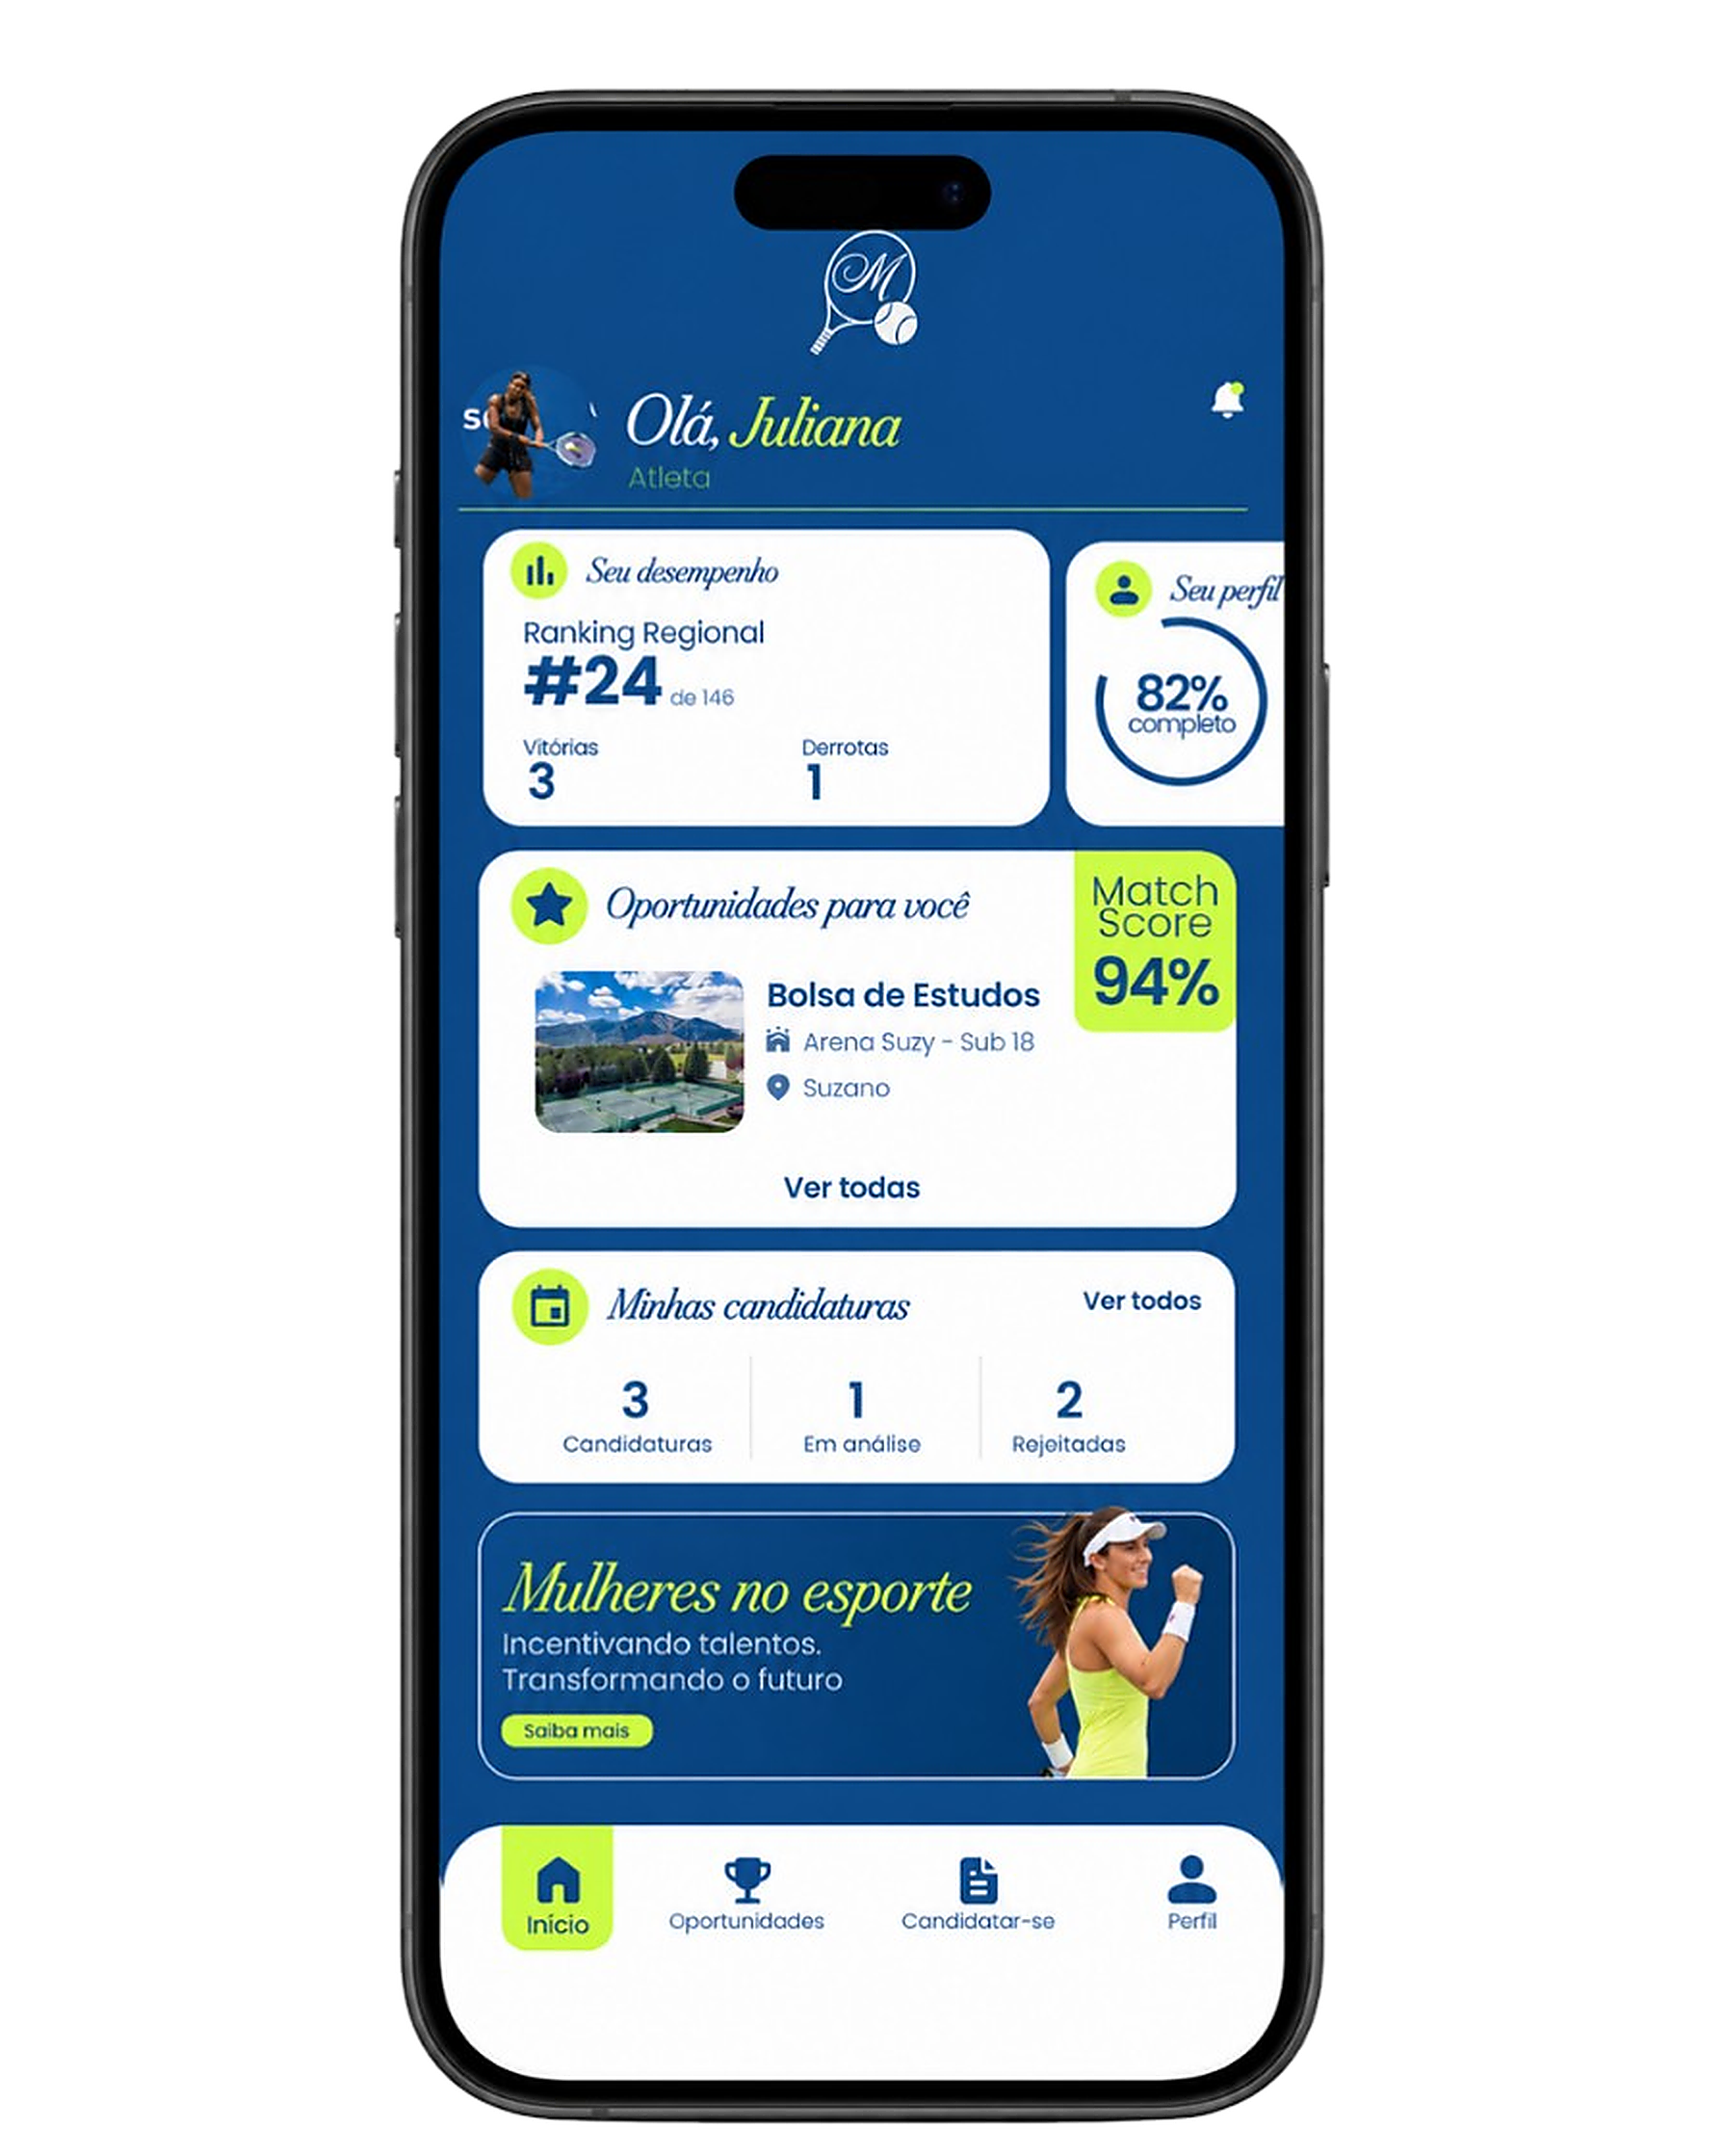 M
Olá, Juliana
Atleta
Seu desempenho
Ranking Regional
#24 de 146
Vitórias
3
Derrotas
1
Seu perfil
82%
completo
Oportunidades para você
Match
Score
94%
Bolsa de Estudos
Arena Suzy - Sub 18
Suzano
Ver todas
Minhas candidaturas
Ver todos
3
Candidaturas
1
Em análise
2
Rejeitadas
Mulheres no esporte
Incentivando talentos.
Transformando o futuro
Saiba mais
Início
Oportunidades
Candidatar-se
Perfil